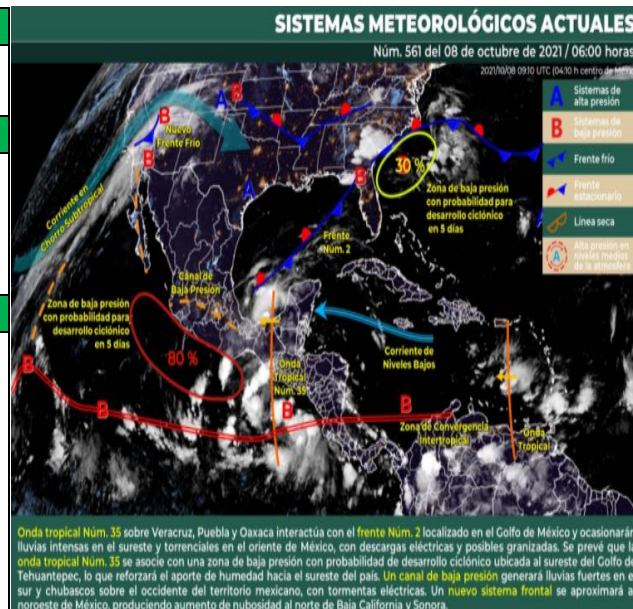 SISTEMAS METEOROLÓGICOS ACTUALES
Núm. 561 del 08 de octubre de 2021 / 06:00 horas
2021/10/08 09:10 UTC (04:10 h centro de
A
Sistemas de
alta presión
B
Sistemas de
baja presión
Frente frío
Frente
estacionario
Línea seca
A
Alta presión en
niveles medios
de la atmosfera
A
B
B
Nuevo
Frente Frío
B
Corriente en
Chorro Subtropical
A
B
30 %
Zona de baja presión
con probabilidad para
desarrollo ciclónico
en 5 días
Frente
Núm. 2
Canal de
Baja Presión
Zona de baja presión
con probabilidad para
desarrollo ciclónico
en 5 días
80 %
Onda
Tropical
Núm. 35
Corriente de
Niveles Bajos
B
B
B
B
Zona de Convergencia
Intertropical
Onda
Tropical
Onda tropical Núm. 35 sobre Veracruz, Puebla y Oaxaca interactúa con el frente Núm. 2 localizado en el Golfo de México y ocasionará
lluvias intensas en el sureste y torrenciales en el oriente de México, con descargas eléctricas y posibles granizadas. Se prevé que la
onda tropical Núm. 35 se asocie con una zona de baja presión con probabilidad de desarrollo ciclónico ubicada al sureste del Golfo de
Tehuantepec, lo que reforzará el aporte de humedad hacia el sureste del país. Un canal de baja presión generará lluvias fuertes en el
sur y chubascos sobre el occidente del territorio mexicano, con tormentas eléctricas. Un nuevo sistema frontal se aproximará a
noroeste de México, produciendo aumento de nubosidad al norte de Baja California y Sonora.